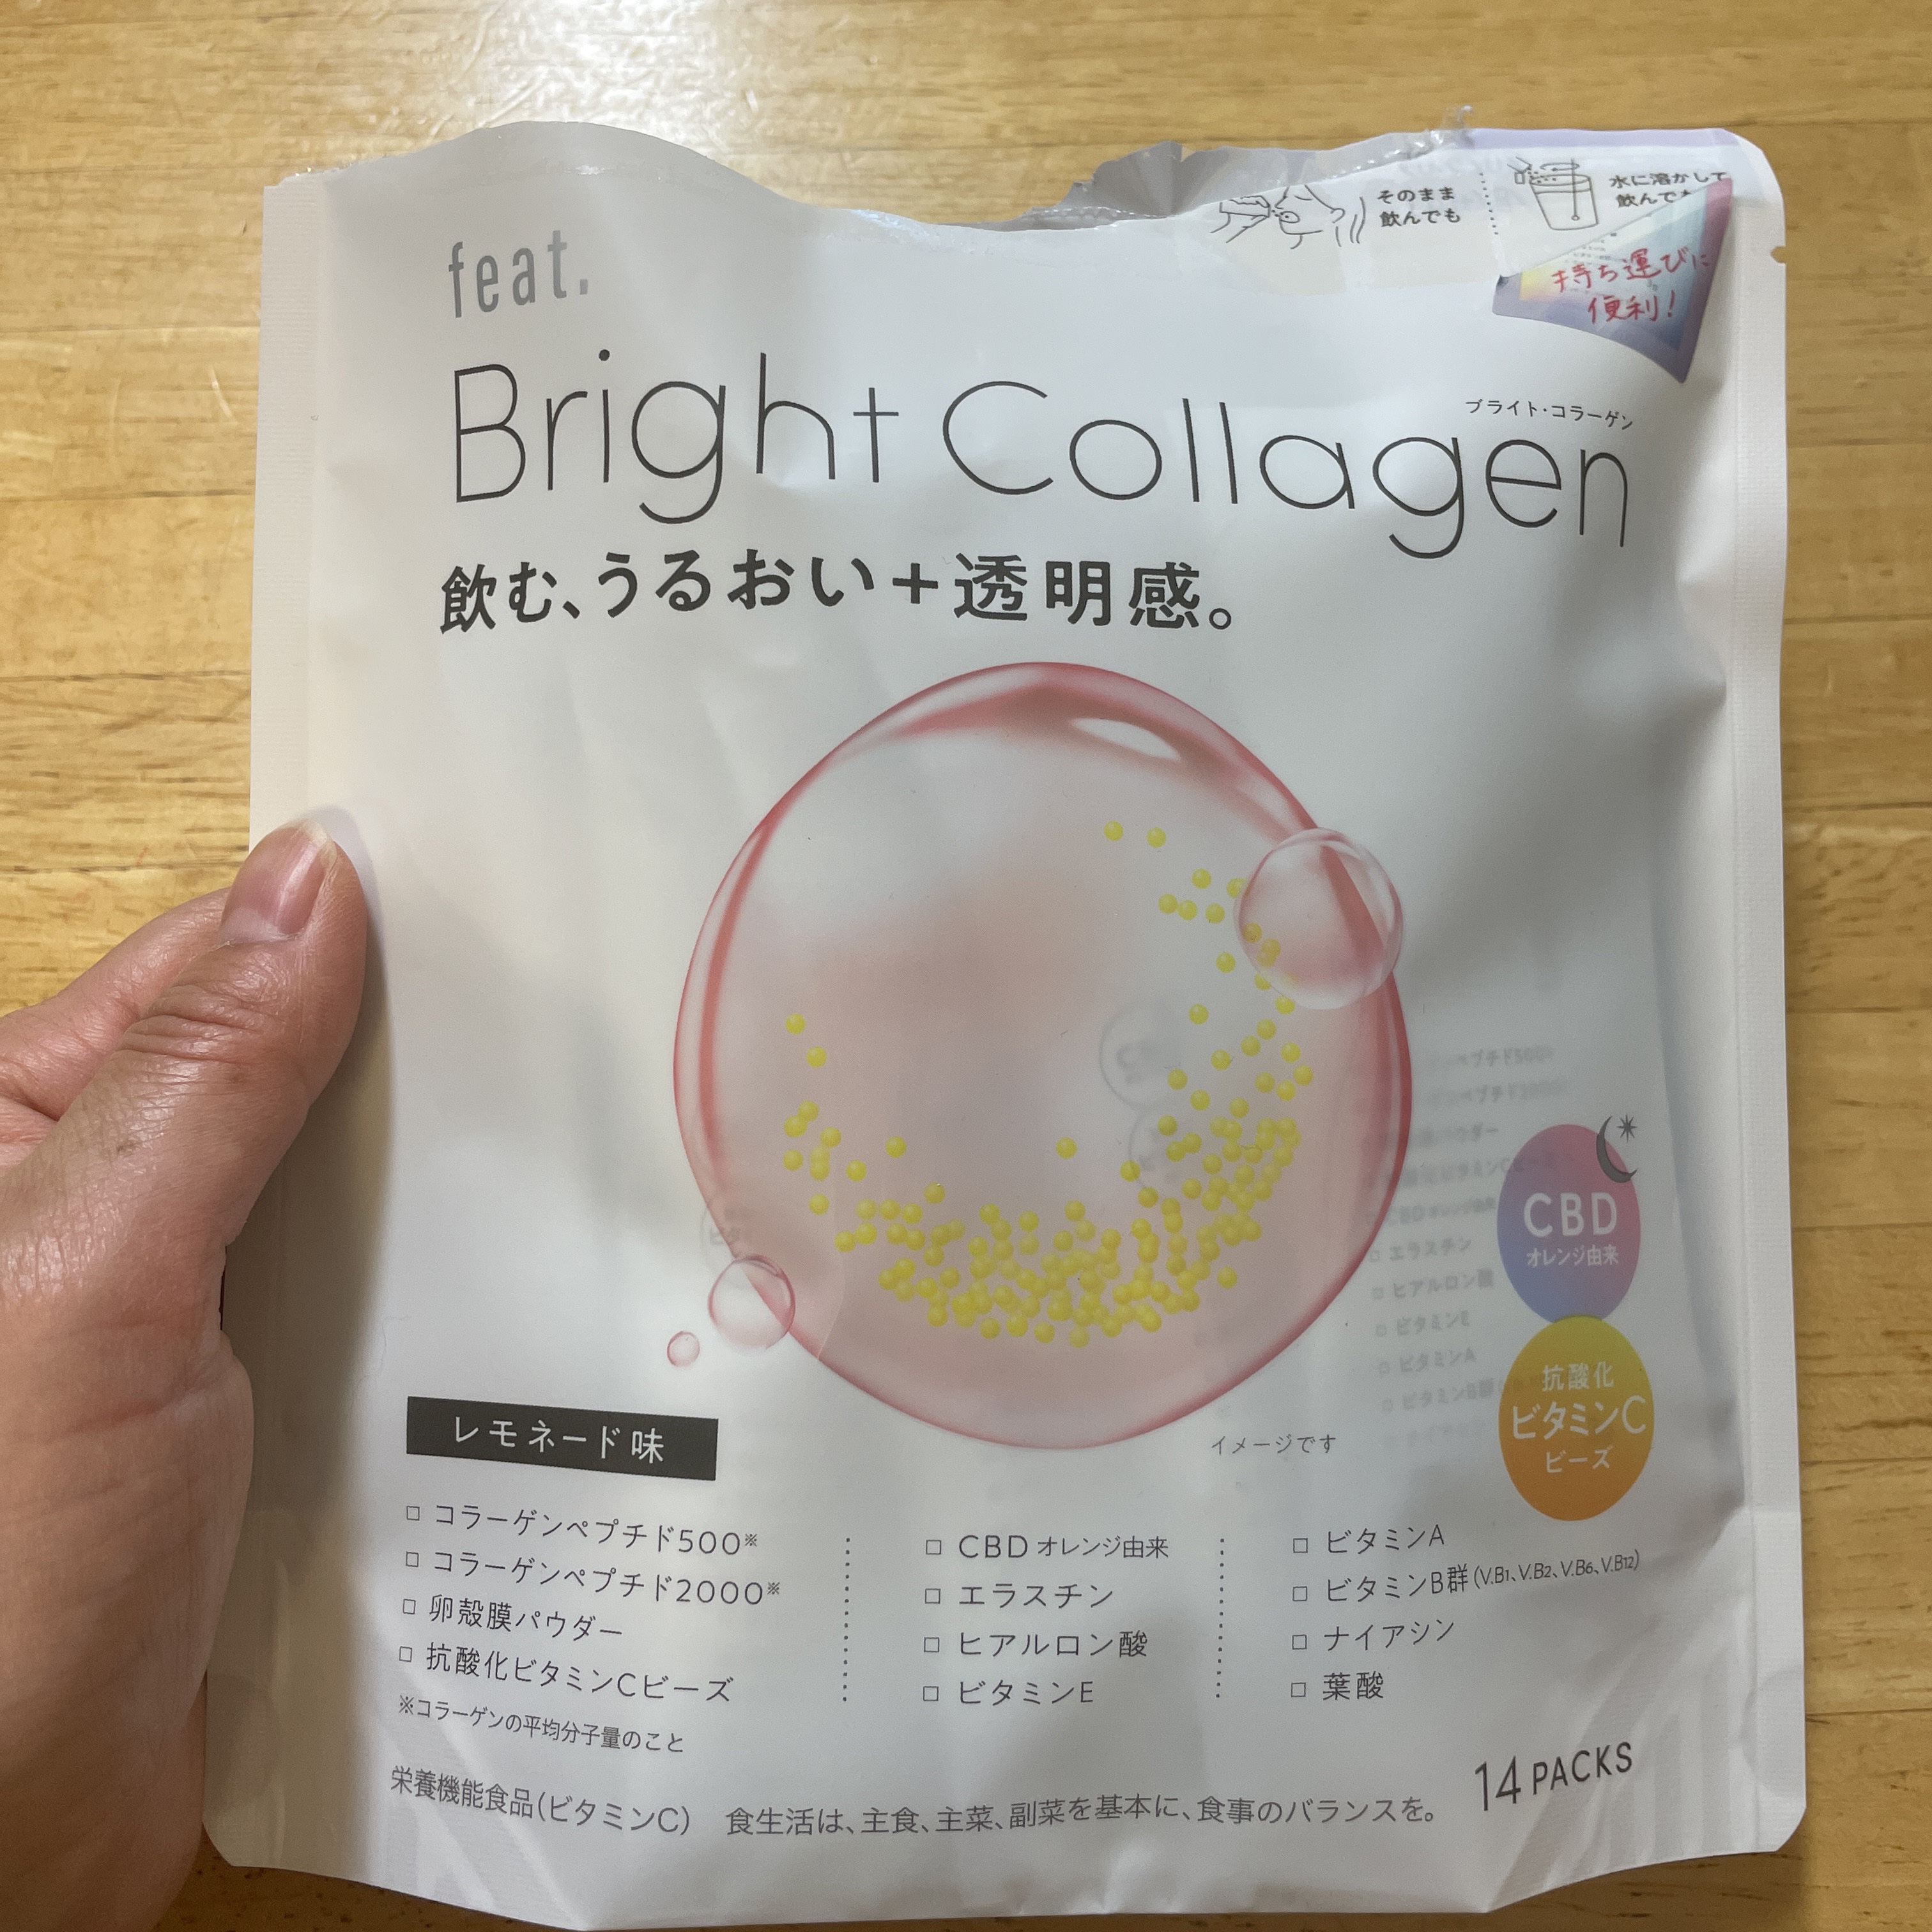 そのまま
飲んでも
水に溶かして
飲んでも
持ち運びに
便利!
feat.
Bright Collagen
ブライト・コラーゲン
飲む、うるおい+透明感。
CBD
オレンジ由来
抗酸化
ビタミンC
ビーズ
イメージです
レモネード味
□ コラーゲンペプチド500※
□ コラーゲンペプチド2000※
□ 卵殻膜パウダー
□ 抗酸化ビタミンCビーズ
※コラーゲンの平均分子量のこと
□ CBD オレンジ由来
□ エラスチン
□ ヒアルロン酸
□ ビタミンE
□ ビタミンA
□ ビタミンB群(V.B1、V.B2、V.B6、V.B12)
□ ナイアシン
□ 葉酸
栄養機能食品(ビタミンC) 食生活は、主食、主菜、副菜を基本に、食事のバランスを。
14 PACKS